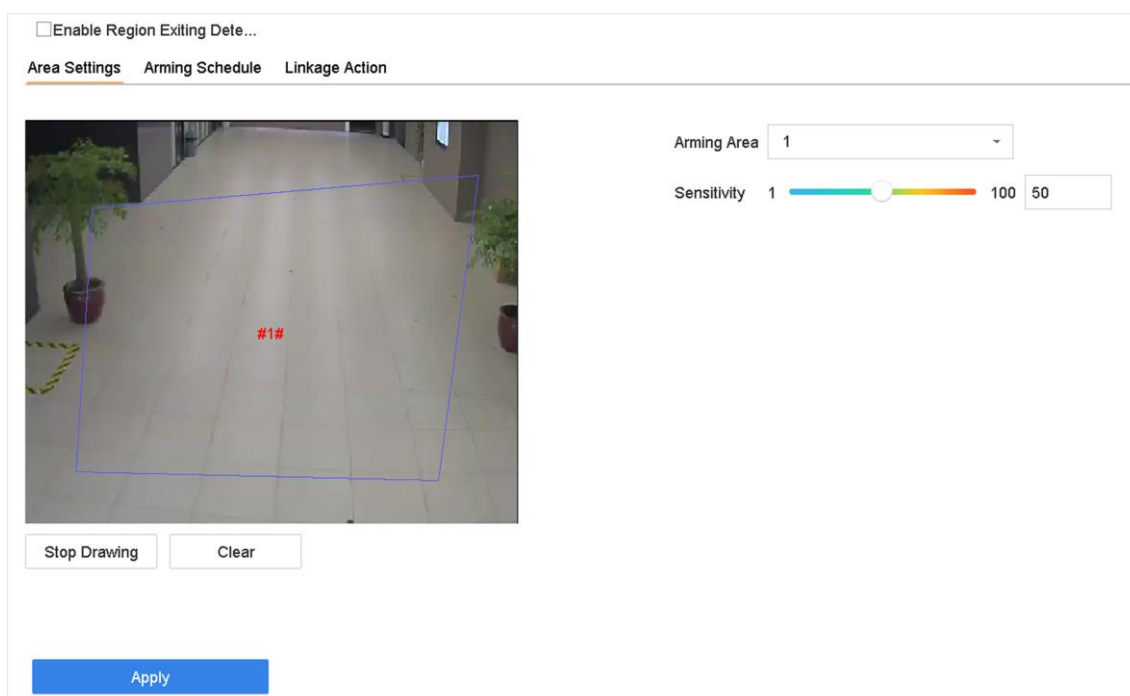 Enable Region Exiting Dete...
Area Settings Arming Schedule Linkage Action
Arming Area 1
Sensitivity 1 100 50
#1#
Stop Drawing Clear
Apply